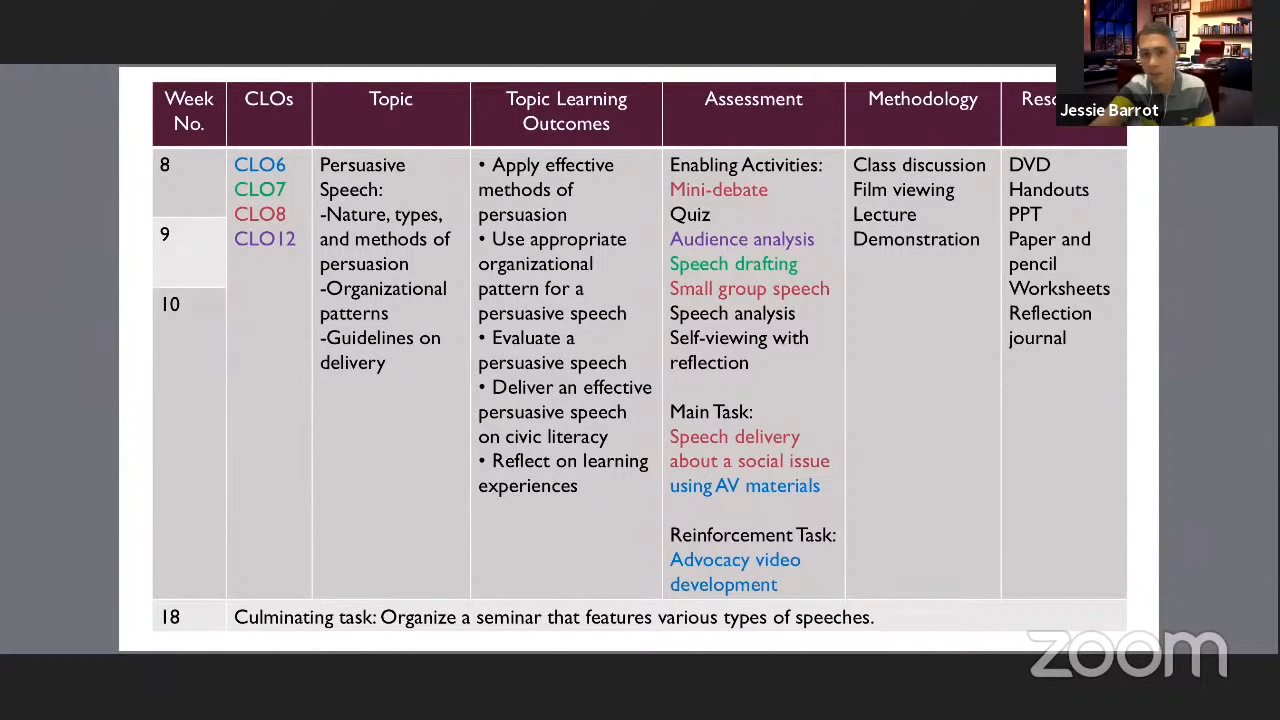 Week No.
CLOs
Topic
Topic Learning
Outcomes
Assessment
Methodology
Jessie Barrot
8
9
10
CLO6
CLO7
CLO8
CLO12
Persuasive
Speech:
-Nature, types,
and methods of
persuasion
-Organizational
patterns
-Guidelines on
delivery
• Apply effective
methods of
persuasion
• Use appropriate
organizational
pattern for a
persuasive speech
• Evaluate a
persuasive speech
• Deliver an effective
persuasive speech
on civic literacy
• Reflect on learning
experiences
Enabling Activities:
Mini-debate
Quiz
Audience analysis
Speech drafting
Small group speech
Speech analysis
Self-viewing with
reflection
Main Task:
Speech delivery
about a social issue
using AV materials
Reinforcement Task:
Advocacy video
development
Class discussion
Film viewing
Lecture
Demonstration
DVD
Handouts
PPT
Paper and
pencil
Worksheets
Reflection
journal
18
Culminating task: Organize a seminar that features various types of speeches.
zoom